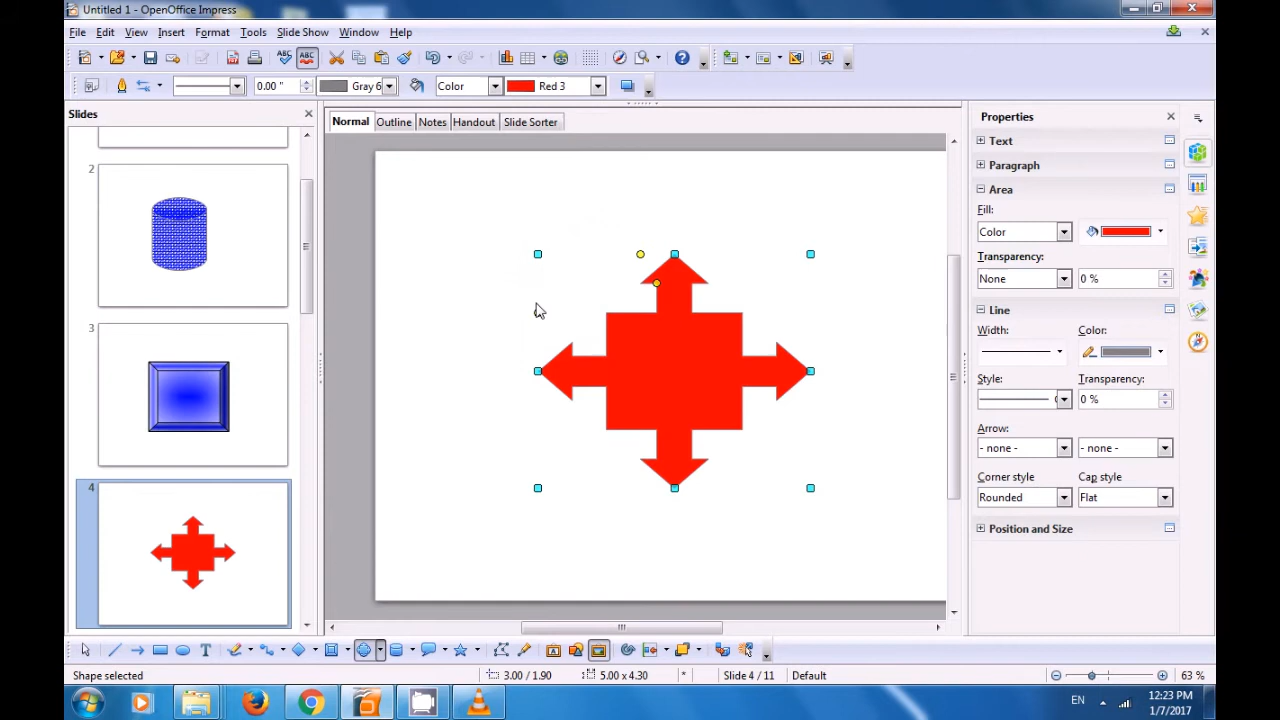 Untitled 1 - OpenOffice Impress
File Edit View Insert Format Tools Slide Show Window Help
ABC ABC
0.00 " Gray 6 Color Red 3
Slides
Normal Outline Notes Handout Slide Sorter
2
3
4
Properties
Text
Paragraph
Area
Fill:
Color
Transparency:
None 0 %
Line
Width: Color:
Style: Transparency:
0 %
Arrow:
- none - - none -
Corner style Cap style
Rounded Flat
Position and Size
T
Shape selected 3.00 / 1.90 5.00 x 4.30 * Slide 4 / 11 Default 63 %
EN 12:23 PM
1/7/2017